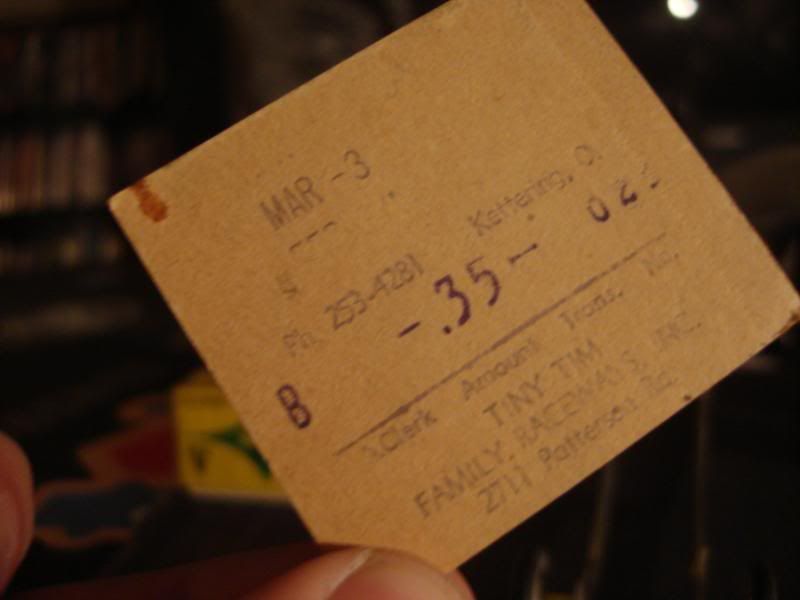 MAR -3
---
Kettering, O.
Ph. 253-4281
B -.35- 02
Clerk Amount Trans. No.
TINY TIM
FAMILY RACEWAYS, INC.
2711 Patterson Rd.